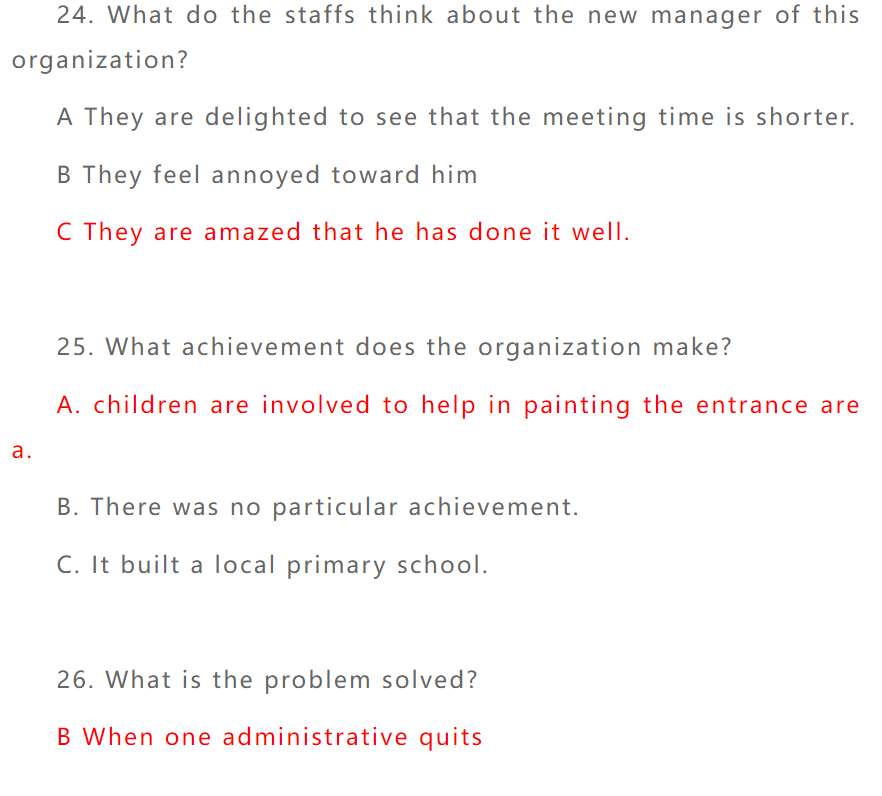 24. What do the staffs think about the new manager of this
organization?
A They are delighted to see that the meeting time is shorter.
B They feel annoyed toward him
C They are amazed that he has done it well.
25. What achievement does the organization make?
A. children are involved to help in painting the entrance are
a.
B. There was no particular achievement.
C. It built a local primary school.
26. What is the problem solved?
B When one administrative quits